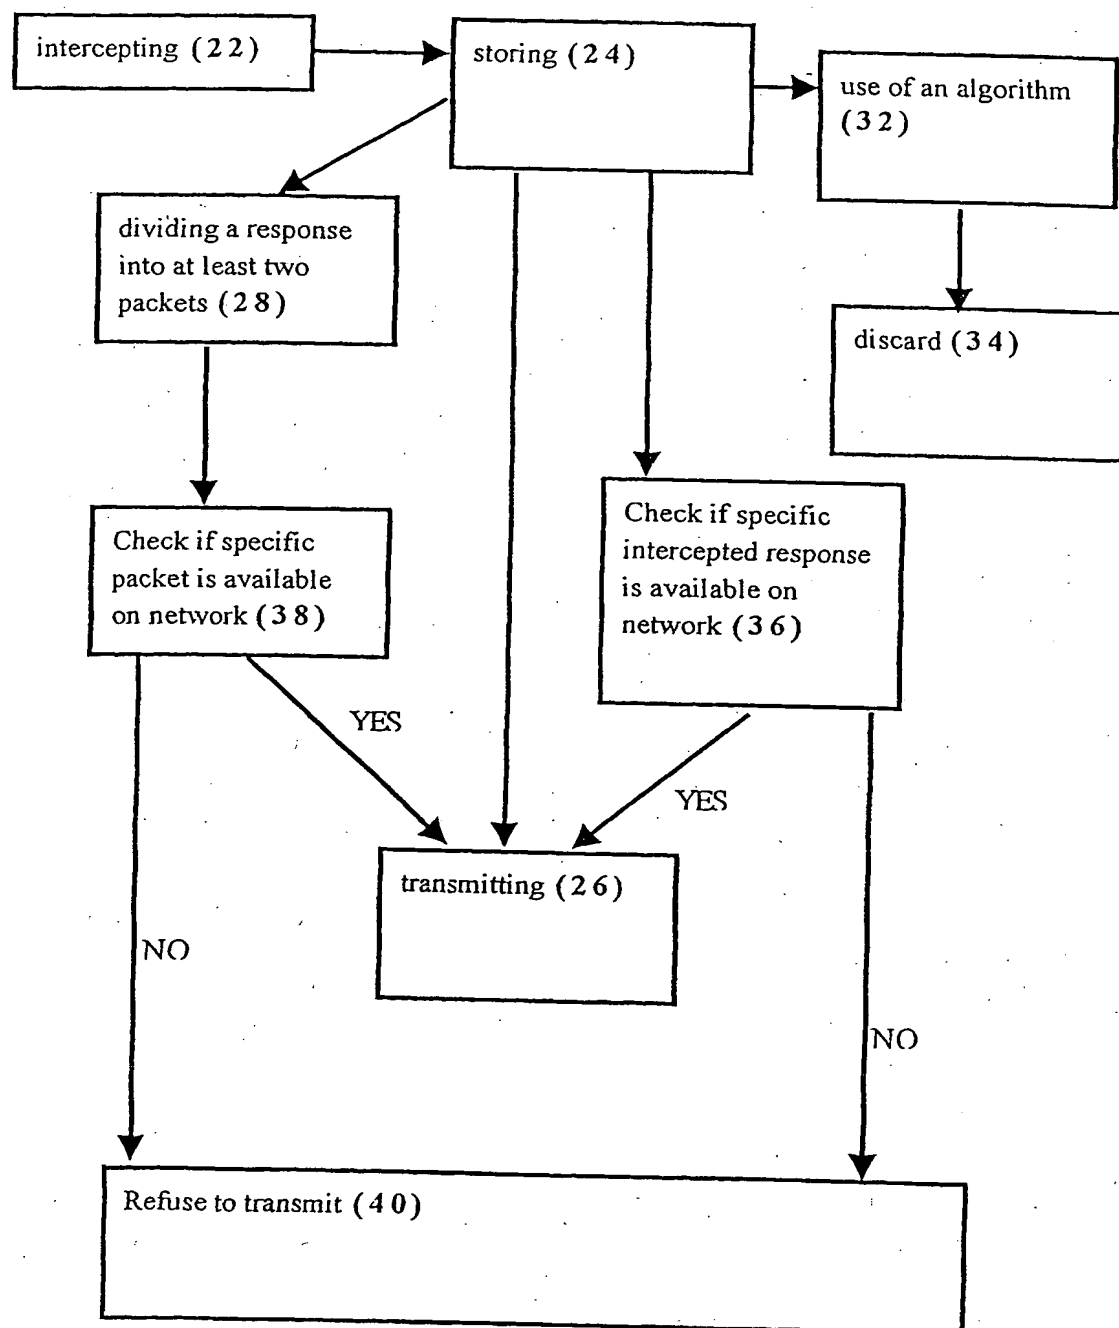 intercepting (22)
storing (24)
use of an algorithm
(32)
dividing a response
into at least two
packets (28)
discard (34)
Check if specific
packet is available
on network (38)
Check if specific
intercepted response
is available on
network (36)
YES
YES
transmitting (26)
NO
NO
Refuse to transmit (40)